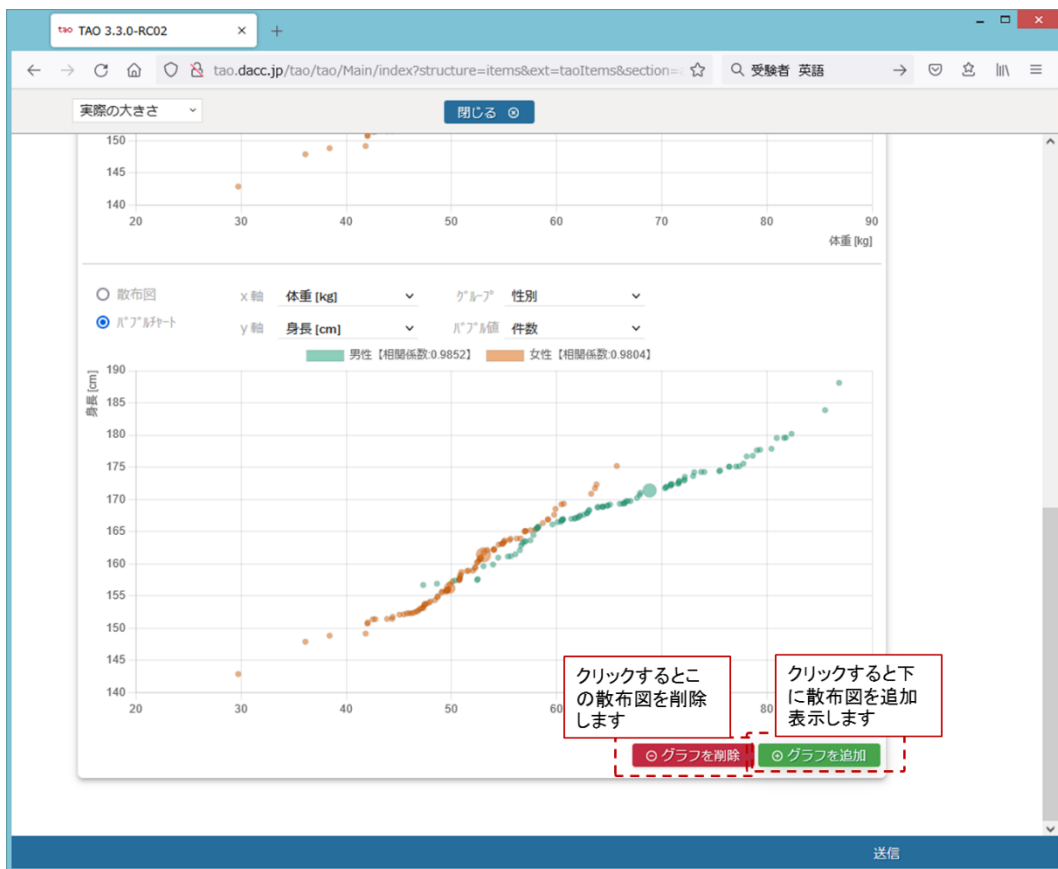 tao TAO 3.3.0-RC02
tao.dacc.jp/tao/tao/Main/index?structure=items&ext=taoItems&section=
受験者 英語
実際の大きさ
閉じる
150
145
140
20 30 40 50 60 70 80 90
体重 [kg]
散布図
x 軸 体重 [kg] グループ 性別
バブルチャート
y 軸 身長 [cm] バブル値 件数
男性【相関係数:0.9852】 女性【相関係数:0.9804】
身長 [cm]
190
185
180
175
170
165
160
155
150
145
140
20 30 40 50 60 80
クリックするとこ
の散布図を削除
します
クリックすると下
に散布図を追加
表示します
グラフを削除 グラフを追加
送信